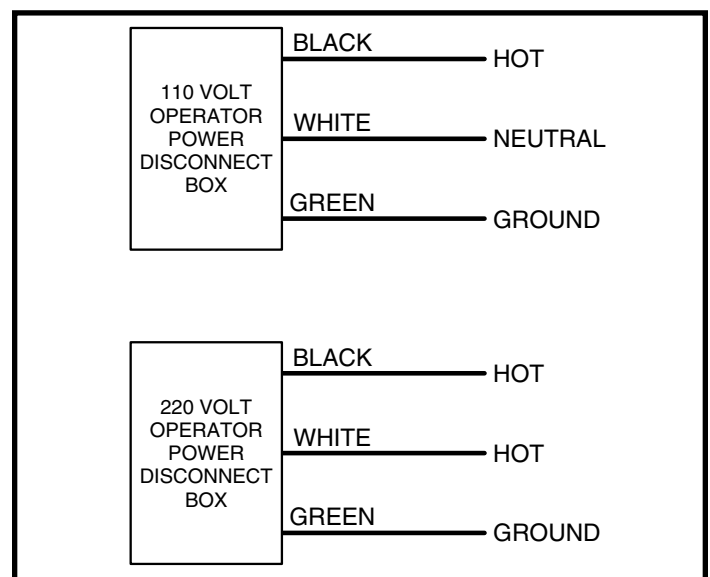 110 VOLT
OPERATOR
POWER
DISCONNECT
BOX
BLACK
HOT
WHITE
NEUTRAL
GREEN
GROUND
220 VOLT
OPERATOR
POWER
DISCONNECT
BOX
BLACK
HOT
WHITE
HOT
GREEN
GROUND